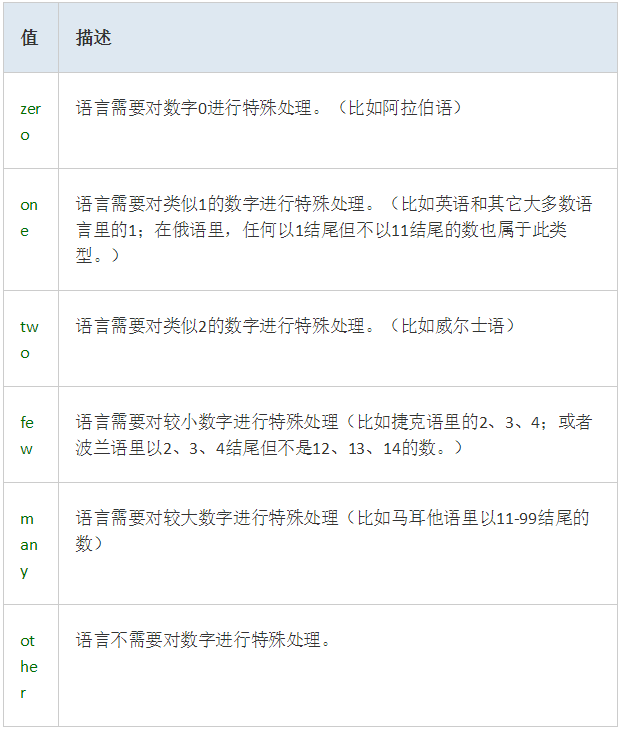 值 描述
zer
o
语言需要对数字0进行特殊处理。（比如阿拉伯语）
on
e
语言需要对类似1的数字进行特殊处理。（比如英语和其它大多数语
言里的1；在俄语里，任何以1结尾但不以11结尾的数也属于此类
型。）
tw
o
语言需要对类似2的数字进行特殊处理。（比如威尔士语）
fe
w
语言需要对较小数字进行特殊处理（比如捷克语里的2、3、4；或者
波兰语里以2、3、4结尾但不是12、13、14的数。）
m
an
y
语言需要对较大数字进行特殊处理（比如马耳他语里以11-99结尾的
数）
ot
he
r
语言不需要对数字进行特殊处理。